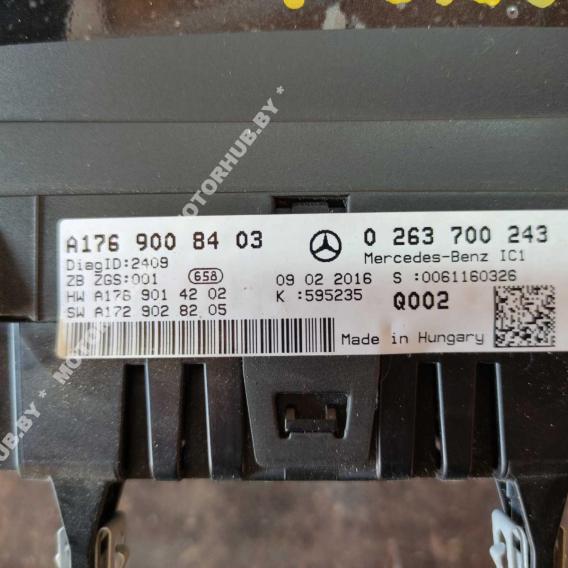 A176 900 84 03
0 263 700 243
DiagID:2409
Mercedes-Benz IC1
ZB ZGS:001
658
09 02 2016
S :0061160326
HW A176 901 42 02
K :595235
Q002
SW A172 902 82 05
Made in Hungary
* MOTORHUB.BY * MOTORHUB.BY *